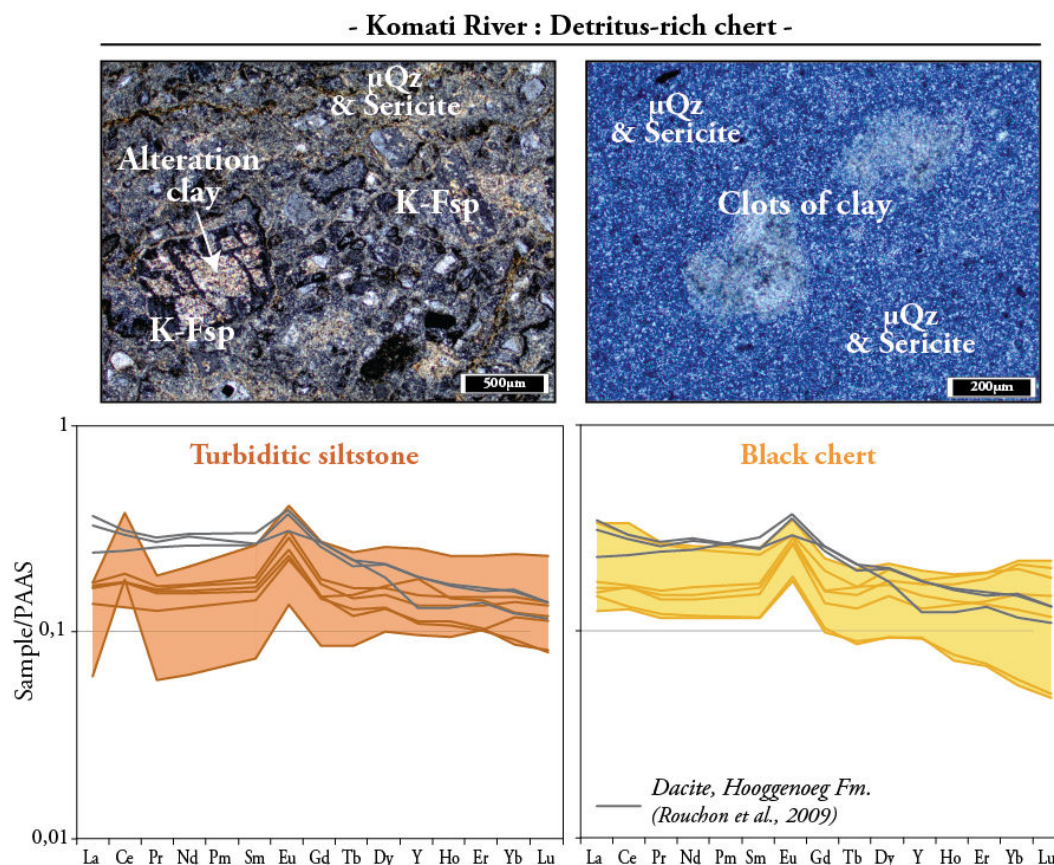 - Komati River : Detritus-rich chert -
µQz
& Sericite
Alteration
clay
K-Fsp
K-Fsp
500µm
µQz
& Sericite
Clots of clay
µQz
& Sericite
200µm
1
0,1
0,01
Sample/PAAS
Turbiditic siltstone
Black chert
Dacite, Hooggenoeg Fm.
(Rouchon et al., 2009)
La Ce Pr Nd Pm Sm Eu Gd Tb Dy Y Ho Er Yb Lu
La Ce Pr Nd Pm Sm Eu Gd Tb Dy Y Ho Er Yb Lu